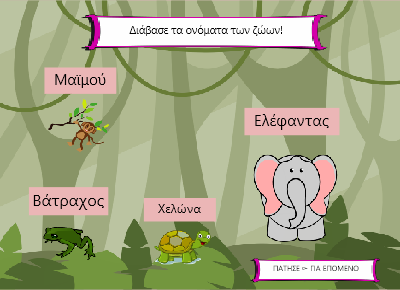 Διάβασε τα ονόματα των ζώων!
Μαϊμού
Ελέφαντας
Βάτραχος
Χελώνα
ΠΑΤΗΣΕ ✏ ΓΙΑ ΕΠΟΜΕΝΟ